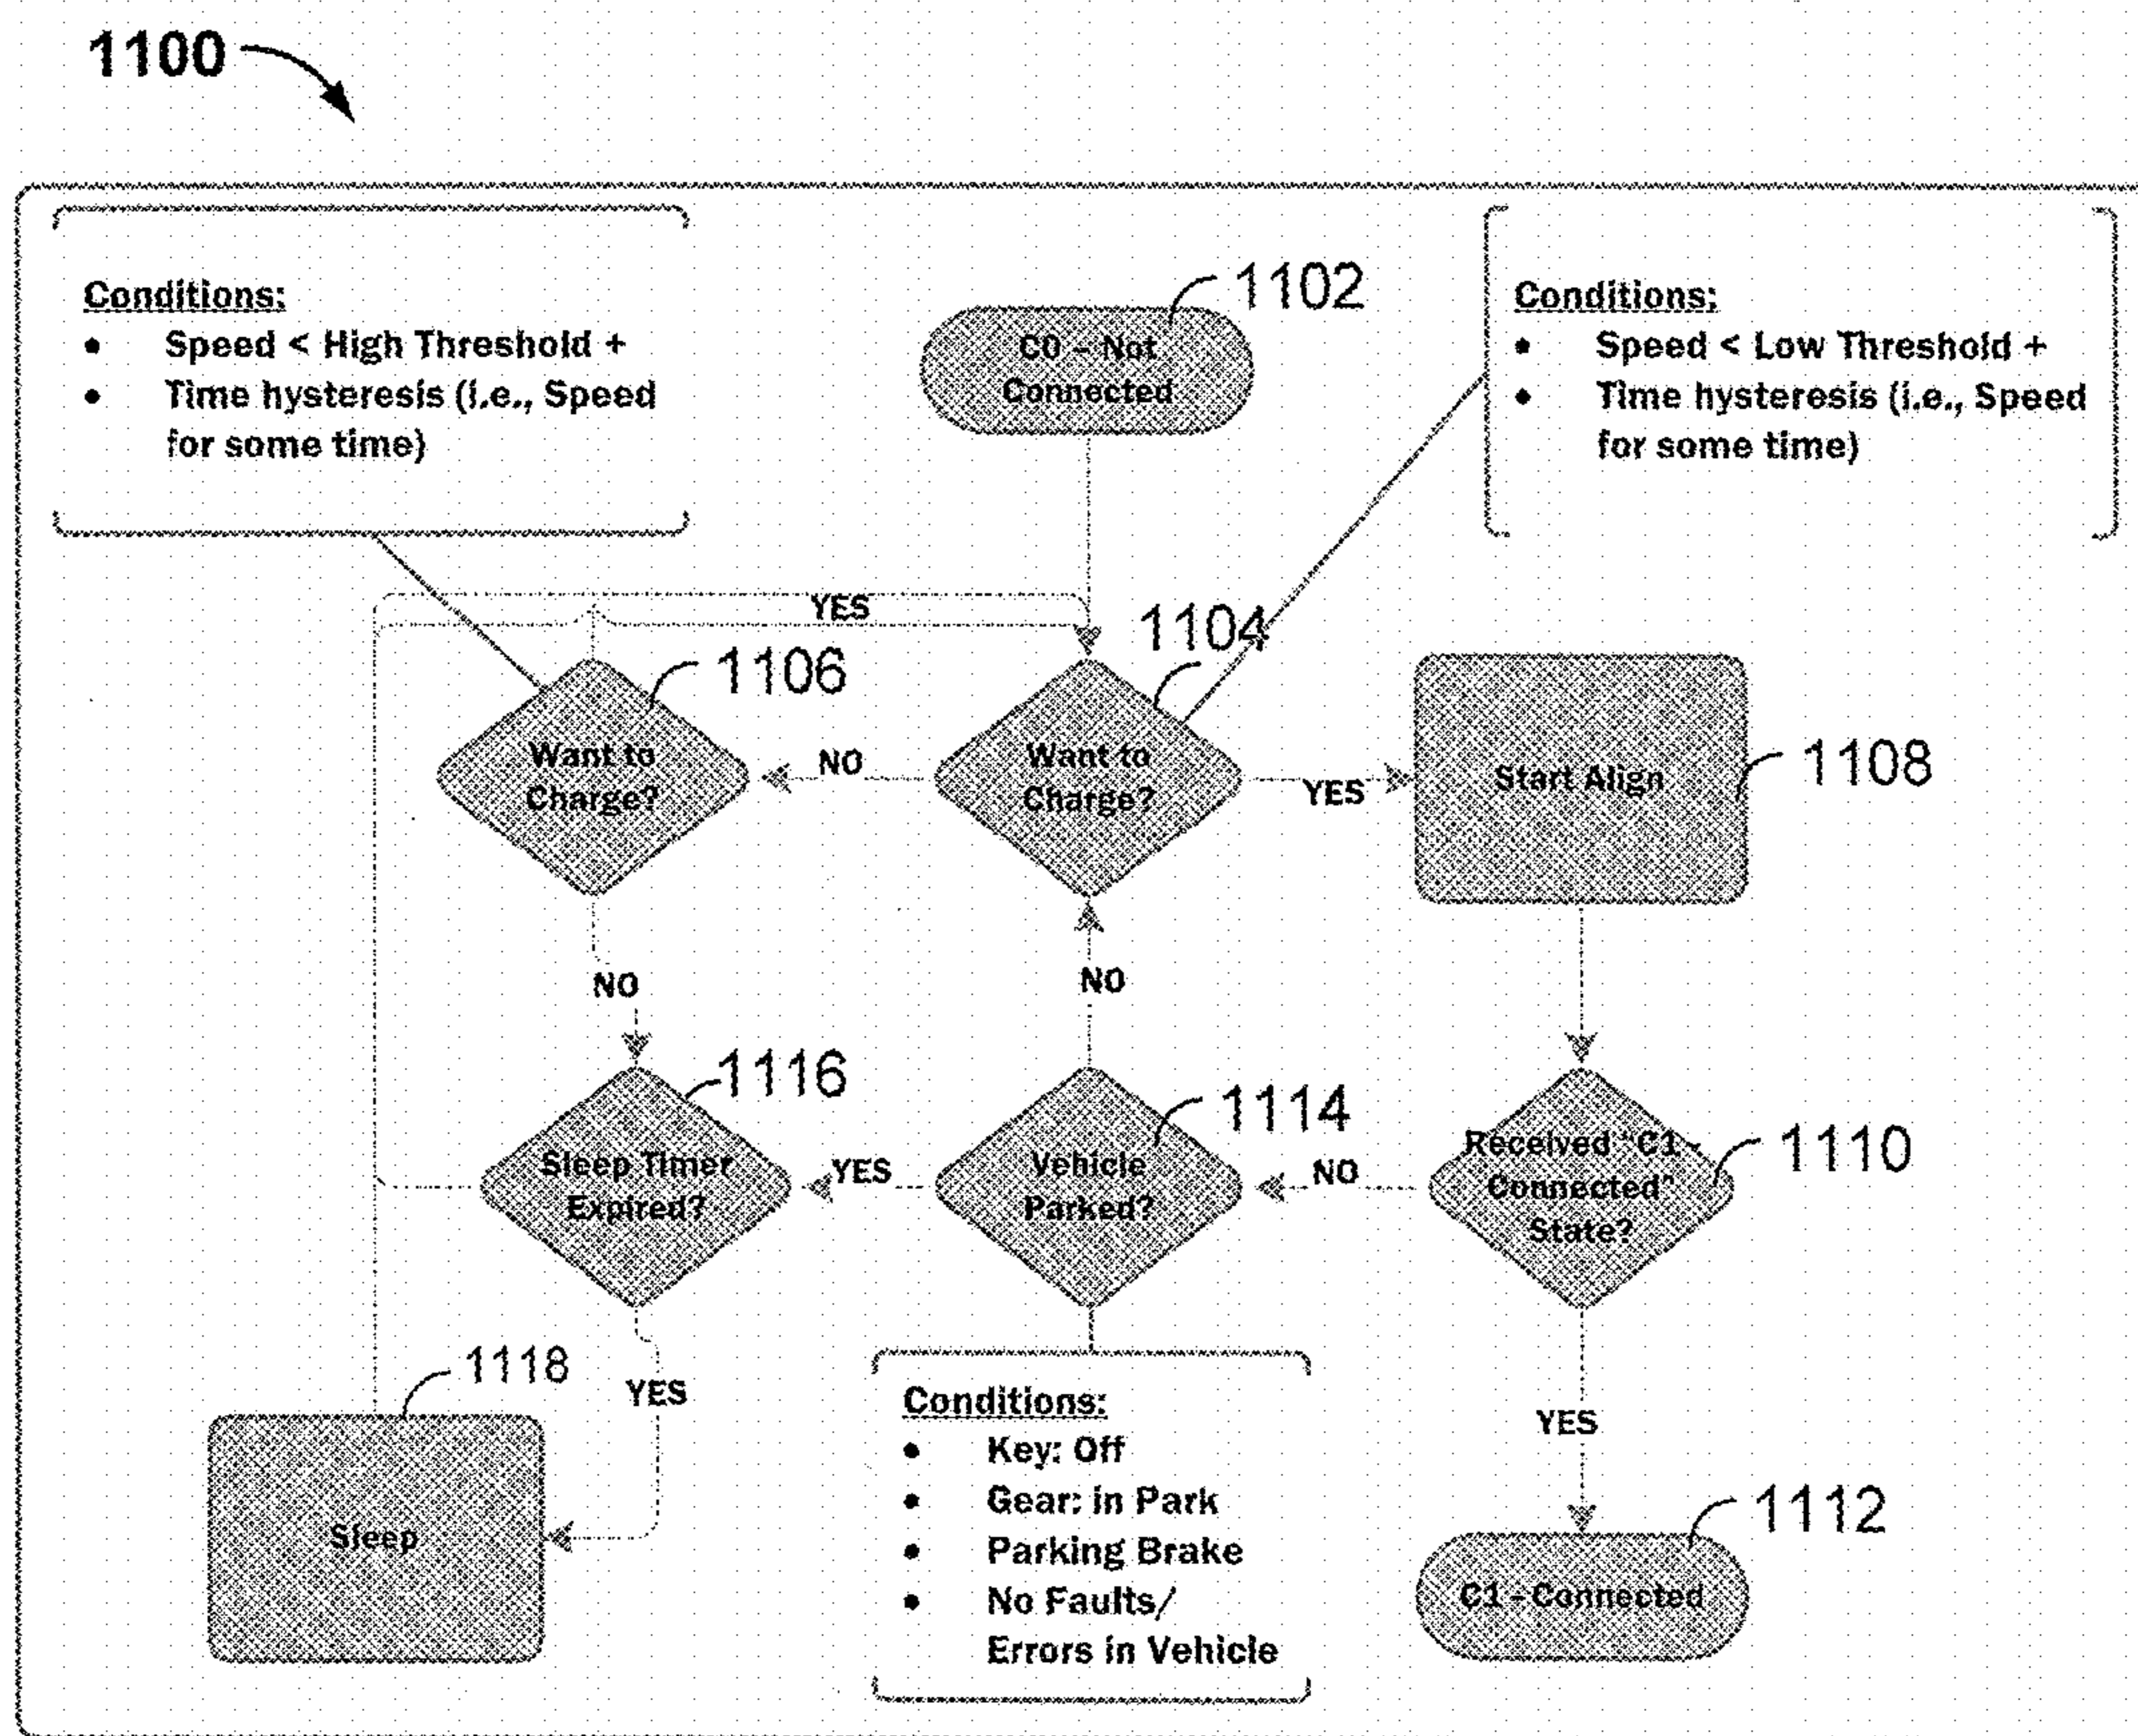 1100
Conditions:
• Speed < High Threshold +
• Time hysteresis (i.e., Speed
for some time)
1102
C0 – Not
Connected
Conditions:
• Speed < Low Threshold +
• Time hysteresis (i.e., Speed
for some time)
YES
1106
Want to
Charge?
NO
1104
Want to
Charge?
YES
1108
Start Align
NO
NO
1116
Sleep Timer
Expired?
YES
1114
Vehicle
Parked?
NO
1110
Received "C1 –
Connected"
State?
1118
Sleep
YES
Conditions:
• Key: Off
• Gear: in Park
• Parking Brake
• No Faults/
Errors in Vehicle
YES
1112
C1 - Connected